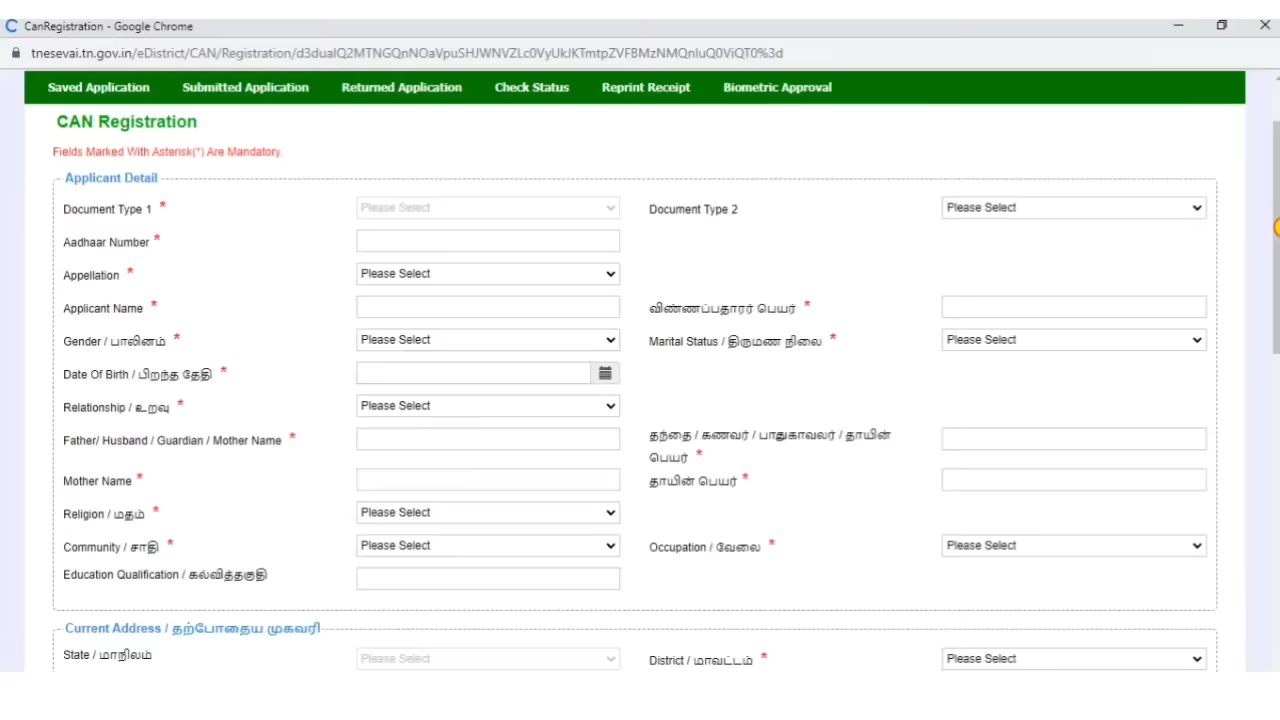 CanRegistration - Google Chrome
tnesevai.tn.gov.in/eDistrict/CAN/Registration/
Saved Application Submitted Application Returned Application Check Status Reprint Receipt Biometric Approval
CAN Registration
Fields Marked With Asterisk(*) Are Mandatory.
Applicant Detail
Document Type 1 * Please Select Document Type 2 Please Select
Aadhaar Number *
Appellation * Please Select
Applicant Name * விண்ணப்பதாரர் பெயர் *
Gender / பாலினம் * Please Select Marital Status / திருமண நிலை * Please Select
Date Of Birth / பிறந்த தேதி *
Relationship / உறவு * Please Select
Father/ Husband / Guardian / Mother Name * தந்தை / கணவர் / பாதுகாவலர் / தாயின்
பெயர் *
Mother Name * தாயின் பெயர் *
Religion / மதம் * Please Select
Community / சாதி * Please Select Occupation / வேலை * Please Select
Education Qualification / கல்வித்தகுதி
Current Address / தற்போதைய முகவரி
State / மாநிலம் Please Select District / மாவட்டம் * Please Select